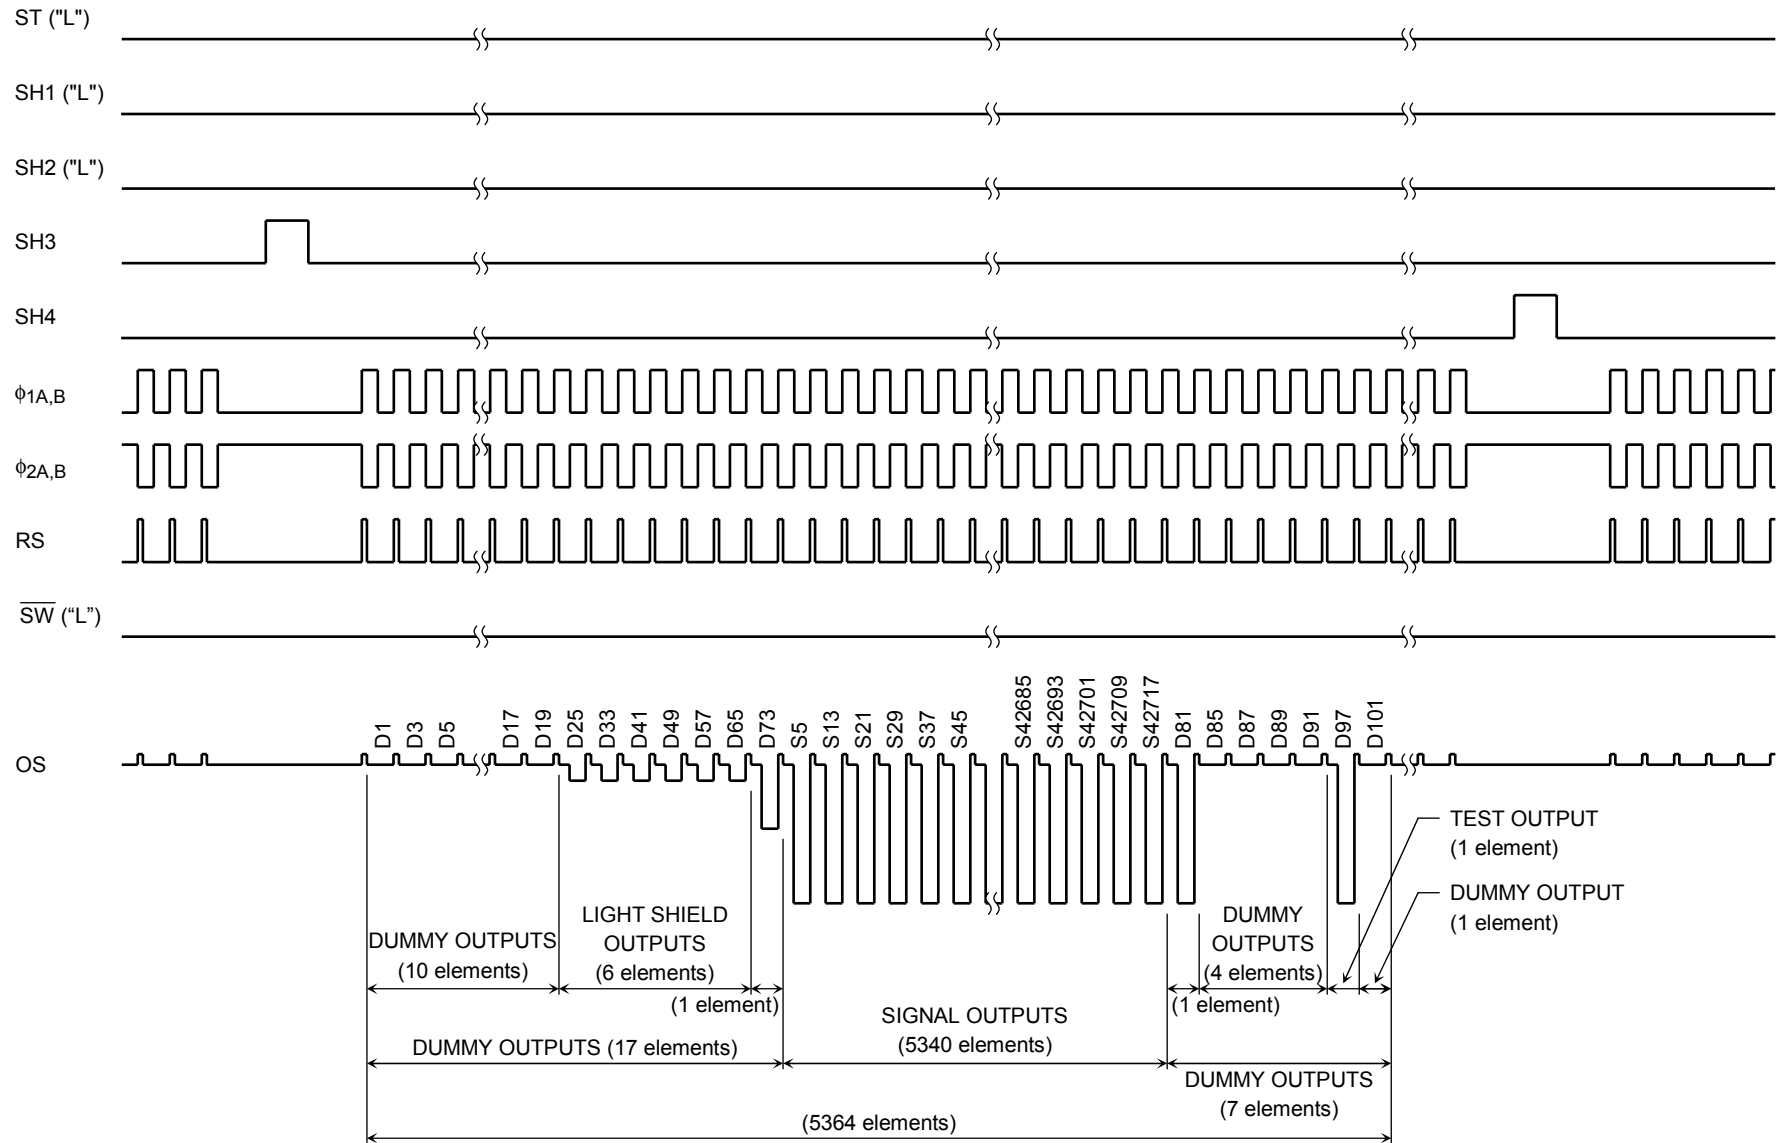 ST ("L")
SH1 ("L")
SH2 ("L")
SH3
SH4
ϕ1A,B
ϕ2A,B
RS
S̅W̅ (“L”)
OS
D1
D3
D5
D17
D19
D25
D33
D41
D49
D57
D65
D73
S5
S13
S21
S29
S37
S45
S42685
S42693
S42701
S42709
S42717
D81
D85
D87
D89
D91
D97
D101
TEST OUTPUT
(1 element)
DUMMY OUTPUT
(1 element)
DUMMY OUTPUTS
(10 elements)
LIGHT SHIELD
OUTPUTS
(6 elements)
(1 element)
DUMMY
OUTPUTS
(4 elements)
(1 element)
SIGNAL OUTPUTS
(5340 elements)
DUMMY OUTPUTS (17 elements)
DUMMY OUTPUTS
(7 elements)
(5364 elements)